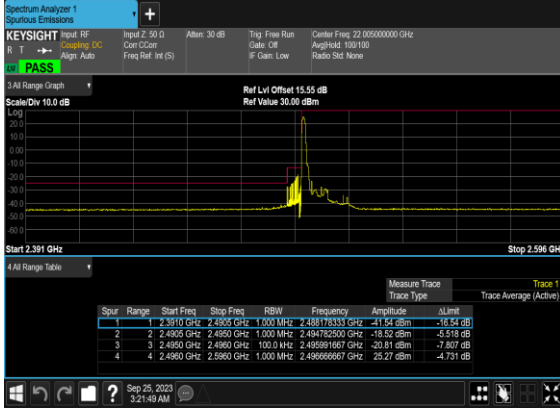 Spectrum Analyzer 1
Spurious Emissions
+
KEYSIGHT Input: RF Input Z: 50 Ω Atten: 30 dB Trig: Free Run Center Freq: 22.005000000 GHz
R T Coupling: DC Corr CCorr Gate: Off Avg|Hold: 100/100
Align: Auto Freq Ref: Int (S) IF Gain: Low Radio Std: None
LXI PASS
3 All Range Graph
Ref Lvl Offset 15.55 dB
Scale/Div 10.0 dB Ref Value 30.00 dBm
Log
20.0
10.0
0.00
-10.0
-20.0
-30.0
-40.0
-50.0
-60.0
Start 2.391 GHz Stop 2.596 GH
4 All Range Table
Measure Trace Trace 1
Trace Type Trace Average (Active)
Spur Range Start Freq Stop Freq RBW Frequency Amplitude ΔLimit
1 1 2.3910 GHz 2.4905 GHz 1.000 MHz 2.488178333 GHz -41.54 dBm -16.54 dB
2 2 2.4905 GHz 2.4950 GHz 1.000 MHz 2.494782500 GHz -18.52 dBm -5.518 dB
3 3 2.4950 GHz 2.4960 GHz 100.0 kHz 2.495991667 GHz -20.81 dBm -7.807 dB
4 4 2.4960 GHz 2.5960 GHz 1.000 MHz 2.496666667 GHz 25.27 dBm -4.731 dB
? Sep 25, 2023
3:21:49 AM